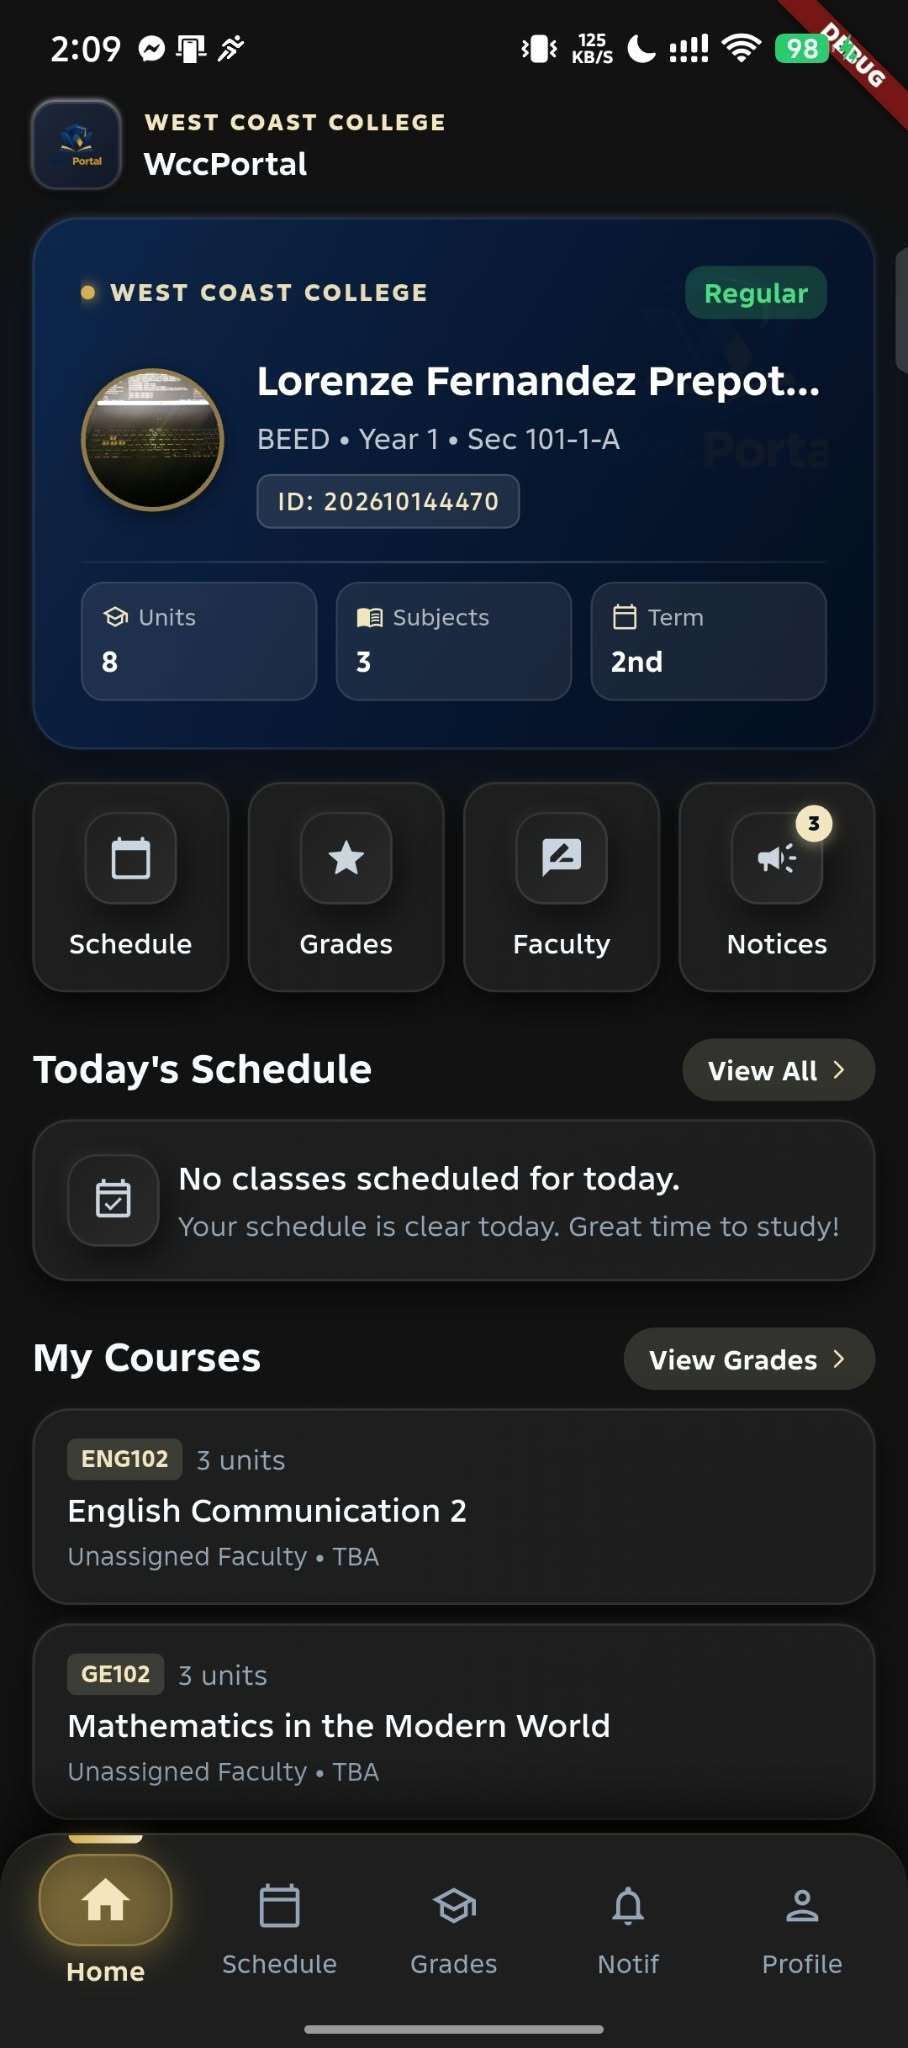 2:09
125
KB/S
98
DEBUG
Portal
WEST COAST COLLEGE
WccPortal
WEST COAST COLLEGE
Regular
Lorenze Fernandez Prepot...
BEED • Year 1 • Sec 101-1-A
Porta
ID: 202610144470
Units
8
Subjects
3
Term
2nd
3
Schedule
Grades
Faculty
Notices
Today's Schedule
View All
No classes scheduled for today.
Your schedule is clear today. Great time to study!
My Courses
View Grades
ENG102 3 units
English Communication 2
Unassigned Faculty • TBA
GE102 3 units
Mathematics in the Modern World
Unassigned Faculty • TBA
Home
Schedule
Grades
Notif
Profile